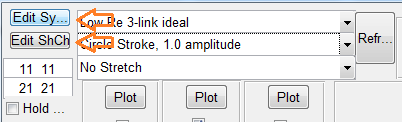 Edit Sy... Low Re 3-link ideal
Edit ShCh Circle Stroke, 1.0 amplitude Refr...
No Stretch
11 11
21 21
Hold ... Plot Plot Plot